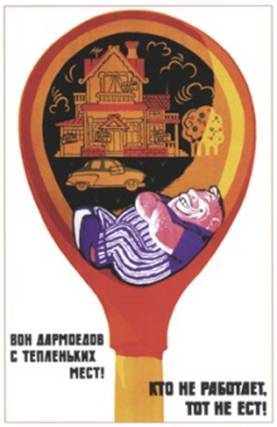 ВОН ДАРМОЕДОВ
С ТЕПЛЕНЬКИХ
МЕСТ!
КТО НЕ РАБОТАЕТ,
ТОТ НЕ ЕСТ!